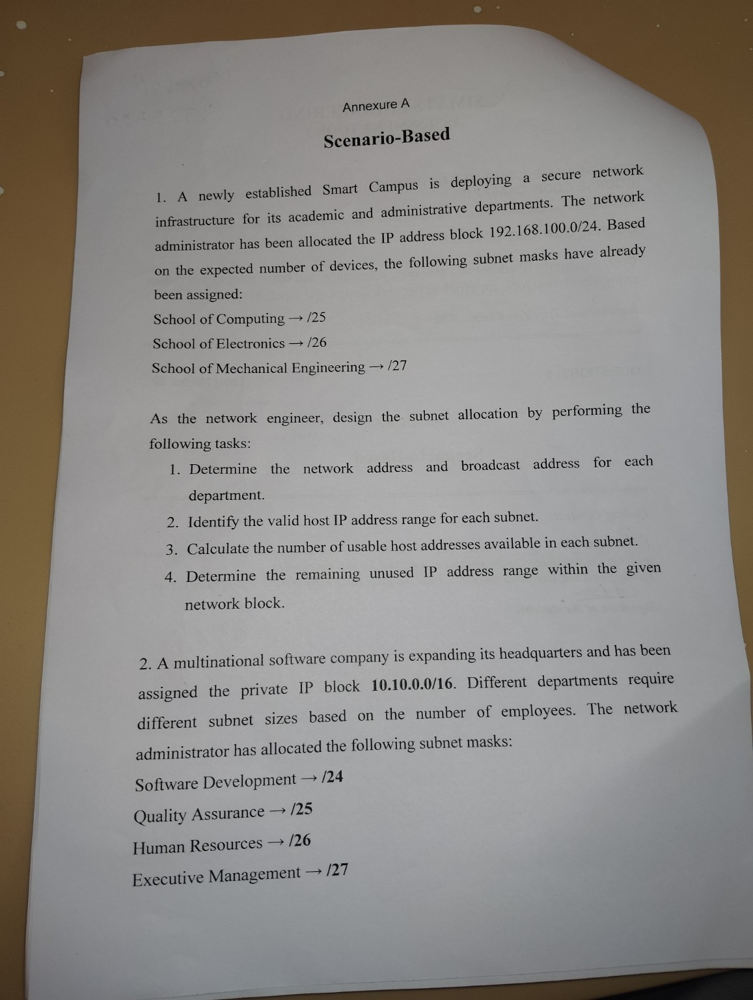 Annexure A
Scenario-Based
1. A newly established Smart Campus is deploying a secure network
infrastructure for its academic and administrative departments. The network
administrator has been allocated the IP address block 192.168.100.0/24. Based
on the expected number of devices, the following subnet masks have already
been assigned:
School of Computing → /25
School of Electronics → /26
School of Mechanical Engineering → /27
As the network engineer, design the subnet allocation by performing the
following tasks:
1. Determine the network address and broadcast address for each
department.
2. Identify the valid host IP address range for each subnet.
3. Calculate the number of usable host addresses available in each subnet.
4. Determine the remaining unused IP address range within the given
network block.
2. A multinational software company is expanding its headquarters and has been
assigned the private IP block 10.10.0.0/16. Different departments require
different subnet sizes based on the number of employees. The network
administrator has allocated the following subnet masks:
Software Development → /24
Quality Assurance → /25
Human Resources → /26
Executive Management → /27